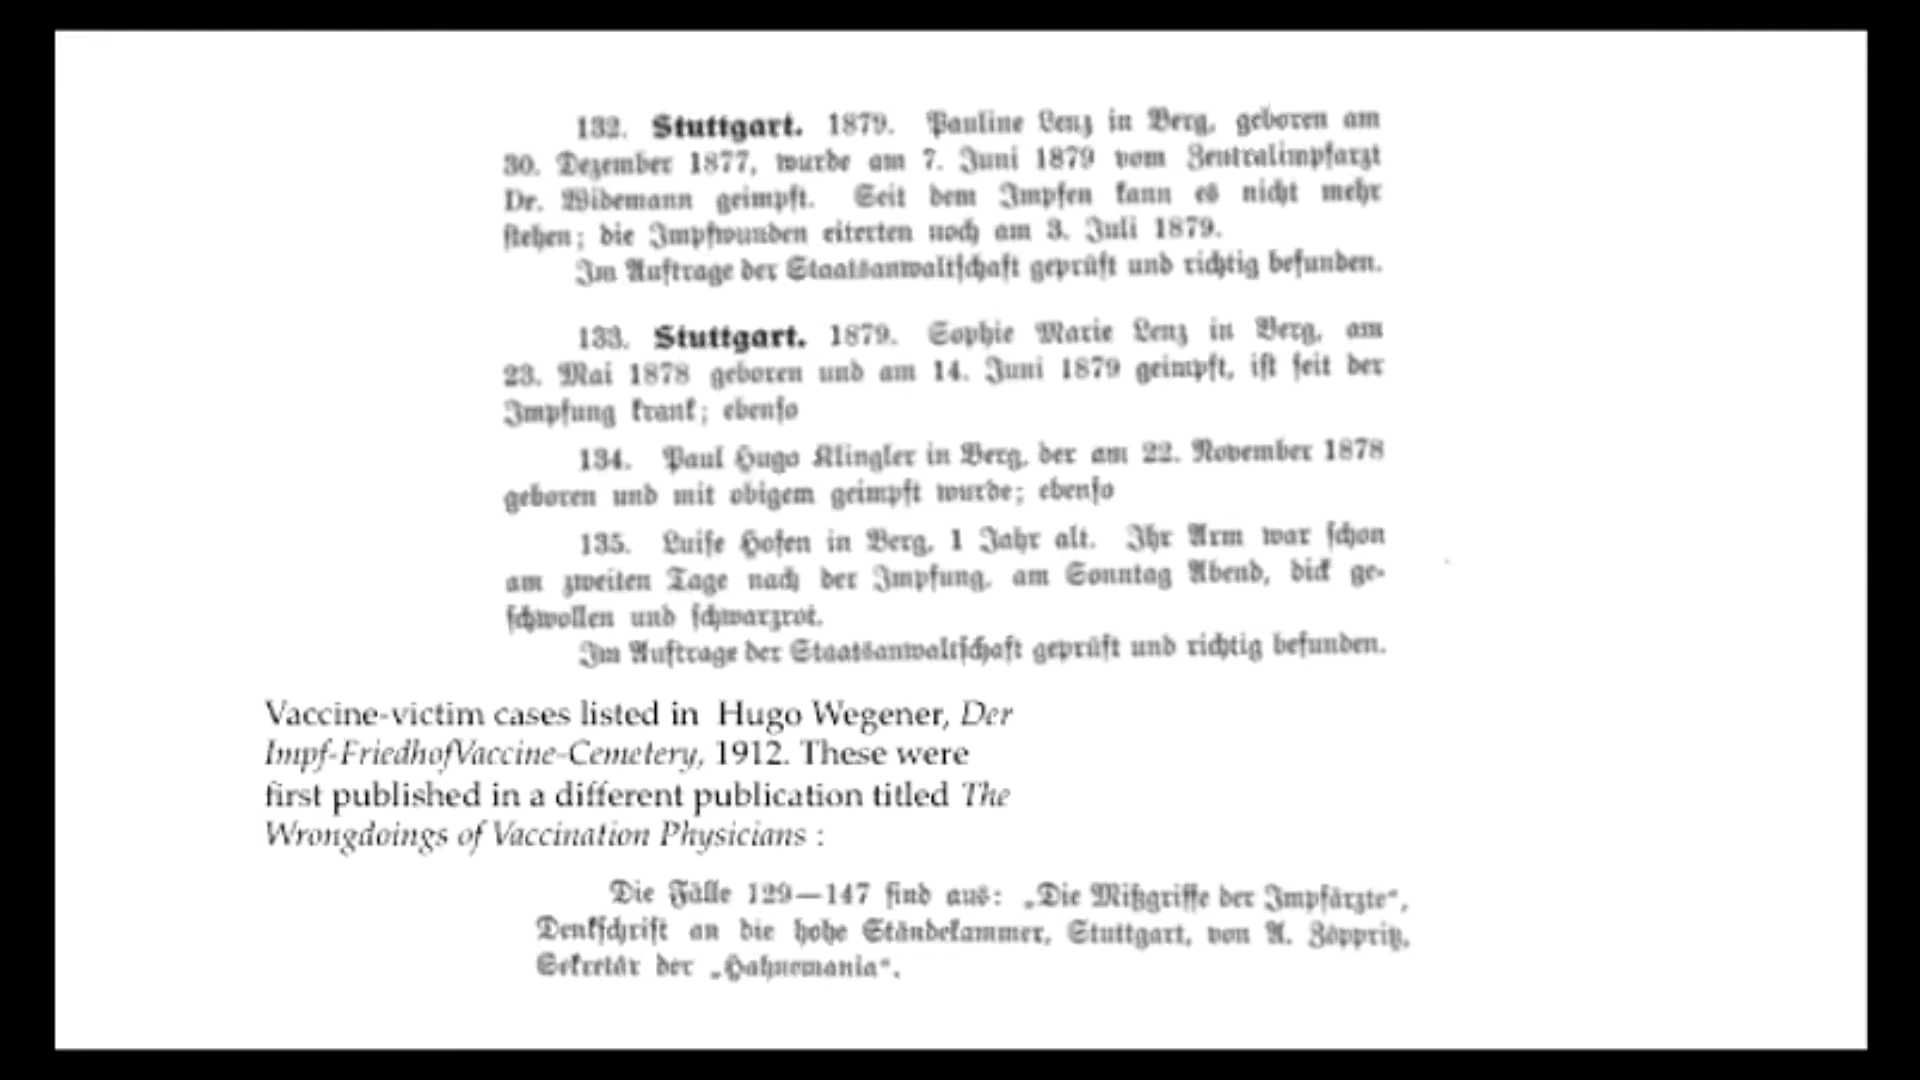 132. Stuttgart. 1879. Pauline Lenz in Berg, geboren am
30. Dezember 1877, wurde am 7. Juni 1879 vom Zentralimpfarzt
Dr. Widemann geimpft. Seit dem Impfen kann es nicht mehr
stehen; die Impfwunden eiterten noch am 3. Juli 1879.
Im Auftrage der Staatsanwaltschaft geprüft und richtig befunden.
133. Stuttgart. 1879. Sophie Marie Lenz in Berg, am
23. Mai 1878 geboren und am 14. Juni 1879 geimpft, ist seit der
Impfung krank; ebenso
134. Paul Hugo Klingler in Berg, der am 22. November 1878
geboren und mit obigem geimpft wurde; ebenso
135. Luise Hofen in Berg, 1 Jahr alt. Ihr Arm war schon
am zweiten Tage nach der Impfung, am Sonntag Abend, dick ge-
schwollen und schwarzrot.
Im Auftrage der Staatsanwaltschaft geprüft und richtig befunden.
Vaccine-victim cases listed in Hugo Wegener, Der
Impf-FriedhofVaccine-Cemetery, 1912. These were
first published in a different publication titled The
Wrongdoings of Vaccination Physicians :
Die Fälle 129—147 sind aus: „Die Mißgriffe der Impfärzte“,
Denkschrift an die hohe Ständekammer, Stuttgart, von A. Zöppritz,
Sekretär der „Hahnemania“.